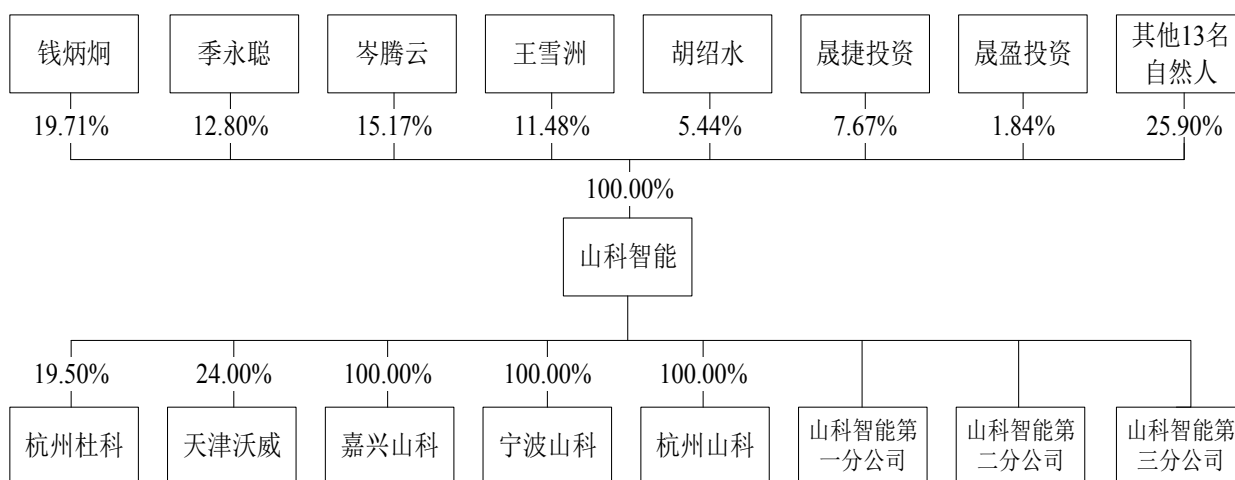 钱炳炯
季永聪
岑腾云
王雪洲
胡绍水
晟捷投资
晟盈投资
其他13名
自然人
19.71%
12.80%
15.17%
11.48%
5.44%
7.67%
1.84%
25.90%
100.00%
山科智能
19.50%
24.00%
100.00%
100.00%
100.00%
杭州杜科
天津沃威
嘉兴山科
宁波山科
杭州山科
山科智能第
一分公司
山科智能第
二分公司
山科智能第
三分公司